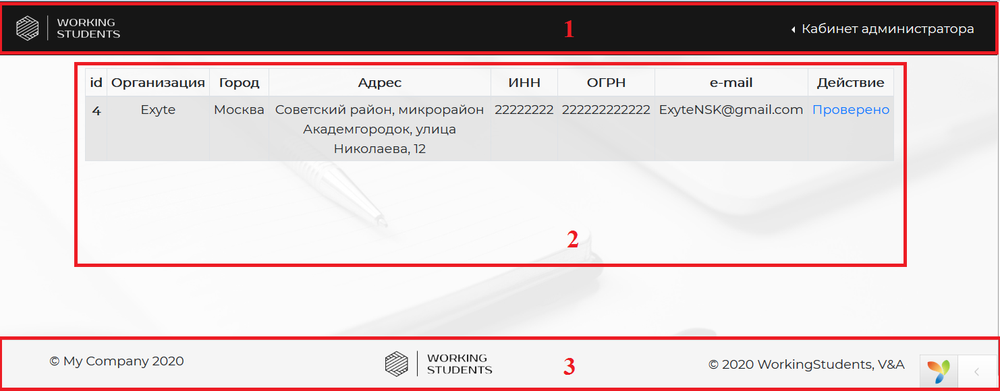 WORKING
STUDENTS
1
Кабинет администратора
id Организация Город Адрес ИНН ОГРН e-mail Действие
4 Exyte Москва Советский район, микрорайон 22222222 222222222222 ExyteNSK@gmail.com Проверено
Академгородок, улица
Николаева, 12
2
© My Company 2020
WORKING
STUDENTS
3
© 2020 WorkingStudents, V&A